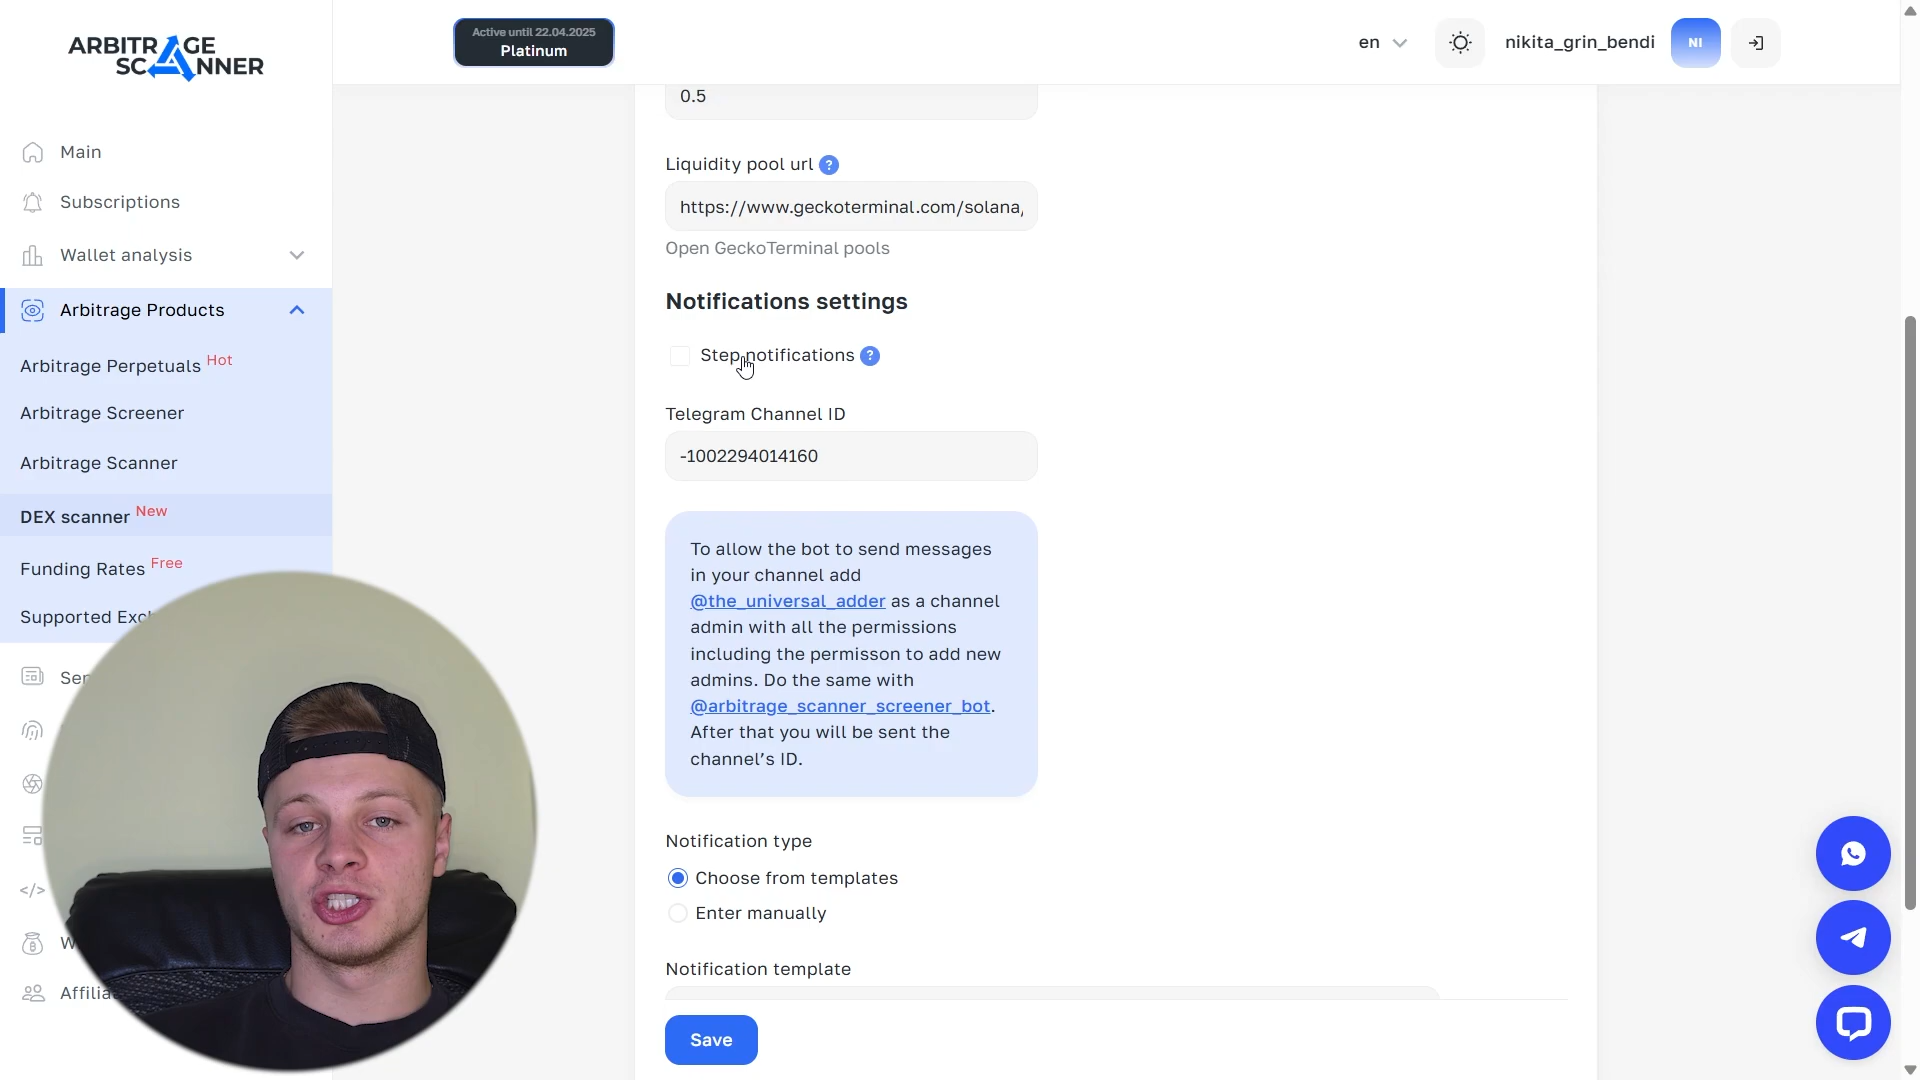 ARBITRAGE
SCANNER
Active until 22.04.2025
Platinum
en
nikita_grin_bendi
NI
Main
Subscriptions
Wallet analysis
Arbitrage Products
Arbitrage Perpetuals Hot
Arbitrage Screener
Arbitrage Scanner
DEX scanner New
Funding Rates Free
Supported
0.5
Liquidity pool url ?
https://www.geckoterminal.com/solana/
Open GeckoTerminal pools
Notifications settings
Step notifications ?
Telegram Channel ID
-1002294014160
To allow the bot to send messages
in your channel add
@the_universal_adder as a channel
admin with all the permissions
including the permisson to add new
admins. Do the same with
@arbitrage_scanner_screener_bot.
After that you will be sent the
channel’s ID.
Notification type
Choose from templates
Enter manually
Notification template
Save